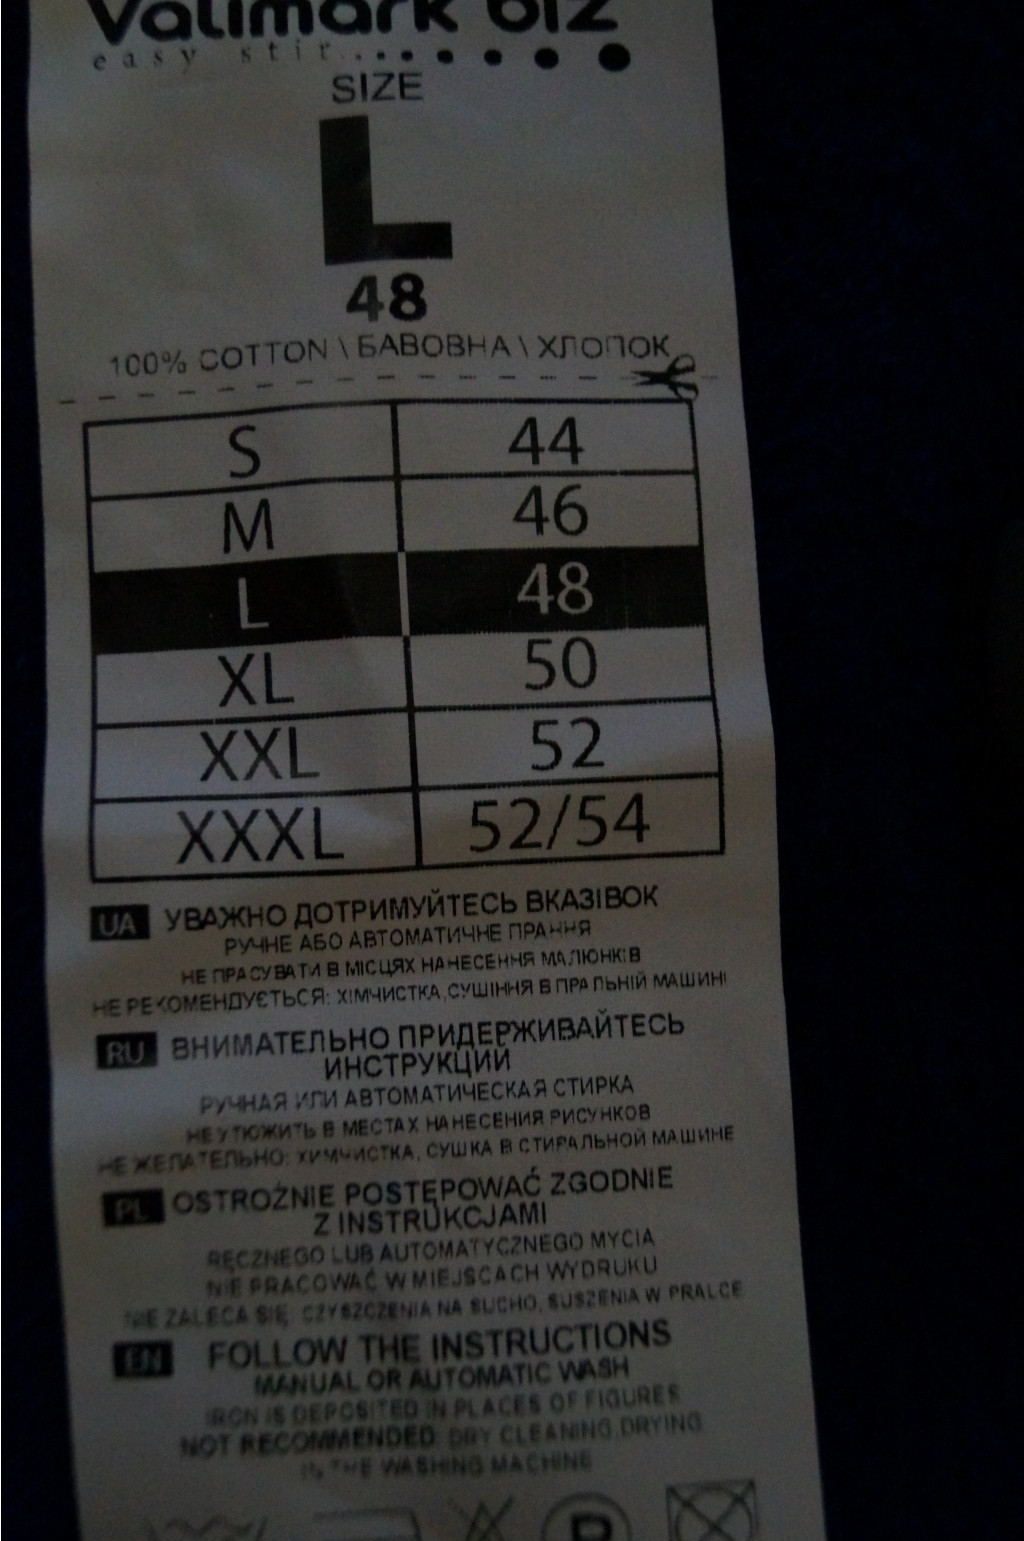 Valimark biz
easy stir
SIZE
L
48
100% COTTON \ БАВОВНА \ ХЛОПОК
S 44
M 46
L 48
XL 50
XXL 52
XXXL 52/54
UA УВАЖНО ДОТРИМУЙТЕСЬ ВКАЗІВОК
РУЧНЕ АБО АВТОМАТИЧНЕ ПРАННЯ
НЕ ПРАСУВАТИ В МІСЦЯХ НАНЕСЕННЯ МАЛЮНКІВ
НЕ РЕКОМЕНДУЄТЬСЯ: ХІМЧИСТКА, СУШІННЯ В ПРАЛЬНІЙ МАШИНІ
RU ВНИМАТЕЛЬНО ПРИДЕРЖИВАЙТЕСЬ
ИНСТРУКЦИЙ
РУЧНАЯ ИЛИ АВТОМАТИЧЕСКАЯ СТИРКА
НЕ УТЮЖИТЬ В МЕСТАХ НАНЕСЕНИЯ РИСУНКОВ
НЕ ЖЕЛАТЕЛЬНО: ХИМЧИСТКА, СУШКА В СТИРАЛЬНОЙ МАШИНЕ
PL OSTROŻNIE POSTĘPOWAĆ ZGODNIE
Z INSTRUKCJAMI
RĘCZNEGO LUB AUTOMATYCZNEGO MYCIA
NIE PRACOWAĆ W MIEJSCACH WYDRUKU
NIE ZALECA SIĘ: CZYSZCZENIA NA SUCHO, SUSZENIA W PRALCE
EN FOLLOW THE INSTRUCTIONS
MANUAL OR AUTOMATIC WASH
IRON IS DEPOSITED IN PLACES OF FIGURES
NOT RECOMMENDED: DRY CLEANING, DRYING
IN THE WASHING MACHINE
P